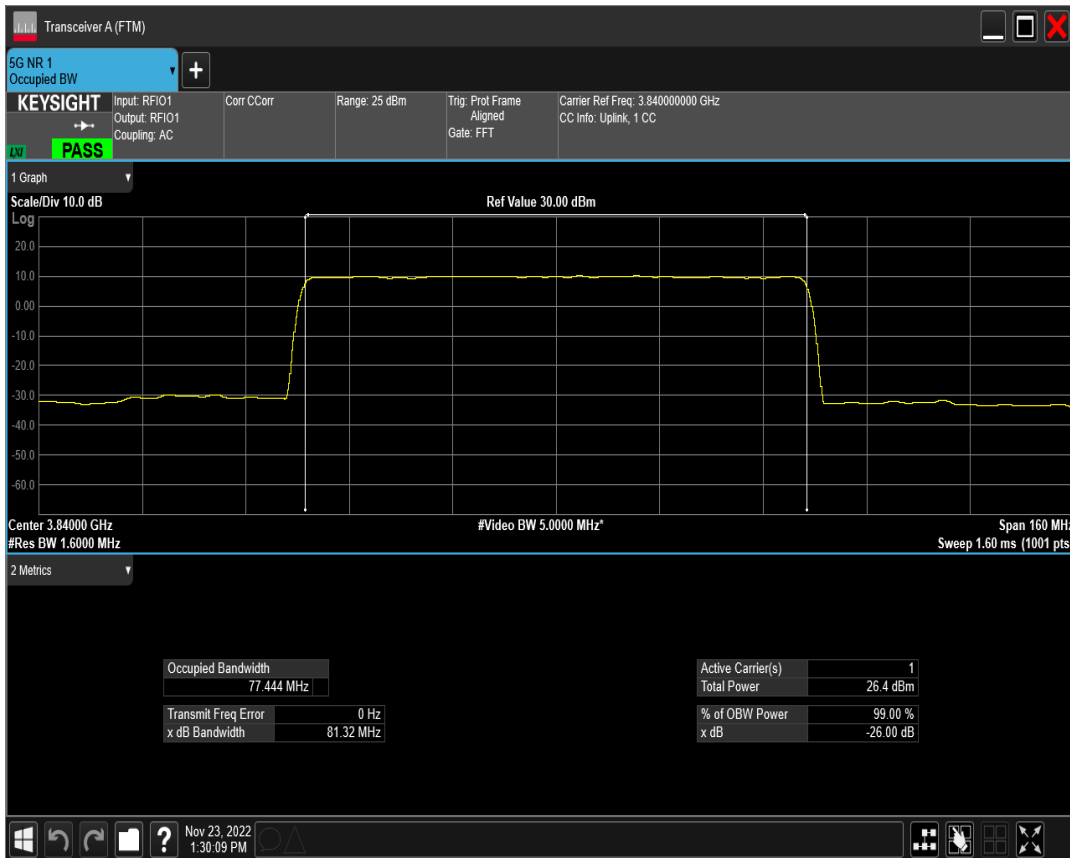 Transceiver A (FTM)
5G NR 1
Occupied BW
+
KEYSIGHT
LXI
PASS
Input: RFIO1
Output: RFIO1
Coupling: AC
Corr CCorr
Range: 25 dBm
Trig: Prot Frame
Aligned
Gate: FFT
Carrier Ref Freq: 3.840000000 GHz
CC Info: Uplink, 1 CC
1 Graph
Scale/Div 10.0 dB
Ref Value 30.00 dBm
Log
20.0
10.0
0.00
-10.0
-20.0
-30.0
-40.0
-50.0
-60.0
Center 3.84000 GHz
#Video BW 5.0000 MHz*
Span 160 MHz
#Res BW 1.6000 MHz
Sweep 1.60 ms (1001 pts
2 Metrics
Occupied Bandwidth
77.444 MHz
Transmit Freq Error 0 Hz
x dB Bandwidth 81.32 MHz
Active Carrier(s) 1
Total Power 26.4 dBm
% of OBW Power 99.00 %
x dB -26.00 dB
?
Nov 23, 2022
1:30:09 PM